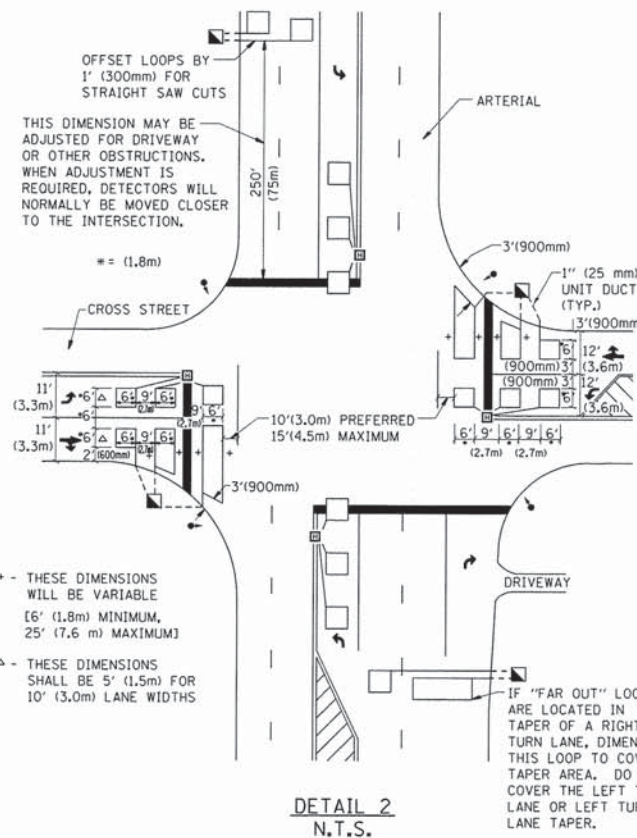 OFFSET LOOPS BY
1' (300mm) FOR
STRAIGHT SAW CUTS
THIS DIMENSION MAY BE
ADJUSTED FOR DRIVEWAY
OR OTHER OBSTRUCTIONS.
WHEN ADJUSTMENT IS
REQUIRED, DETECTORS WILL
NORMALLY BE MOVED CLOSER
TO THE INTERSECTION.
250'
(75m)
* = (1.8m)
ARTERIAL
3'(900mm)
1" (25 mm)
UNIT DUCT
(TYP.)
3'(900mm)
CROSS STREET
H
H
11'
(3.3m)
*6'
6' 9' 6'
(2.7m)
11'
(3.3m)
*6'
6' 9' 6'
(2.7m)
2' (600mm)
9' 6'
(2.7m)
3'(900mm)
10'(3.0m) PREFERRED
15'(4.5m) MAXIMUM
*6'
12'
(3.6m)
(900mm) 3'
(900mm) 3'
12'
(3.6m)
*6'
H
6' 9' 6' 9' 6'
(2.7m) (2.7m)
H
+ - THESE DIMENSIONS
WILL BE VARIABLE
[6' (1.8m) MINIMUM,
25' (7.6 m) MAXIMUM]
△ - THESE DIMENSIONS
SHALL BE 5' (1.5m) FOR
10' (3.0m) LANE WIDTHS
DRIVEWAY
IF "FAR OUT" LOO
ARE LOCATED IN
TAPER OF A RIGHT
TURN LANE, DIMEN
THIS LOOP TO COV
TAPER AREA. DO
COVER THE LEFT T
LANE OR LEFT TUR
LANE TAPER.
DETAIL 2
N.T.S.